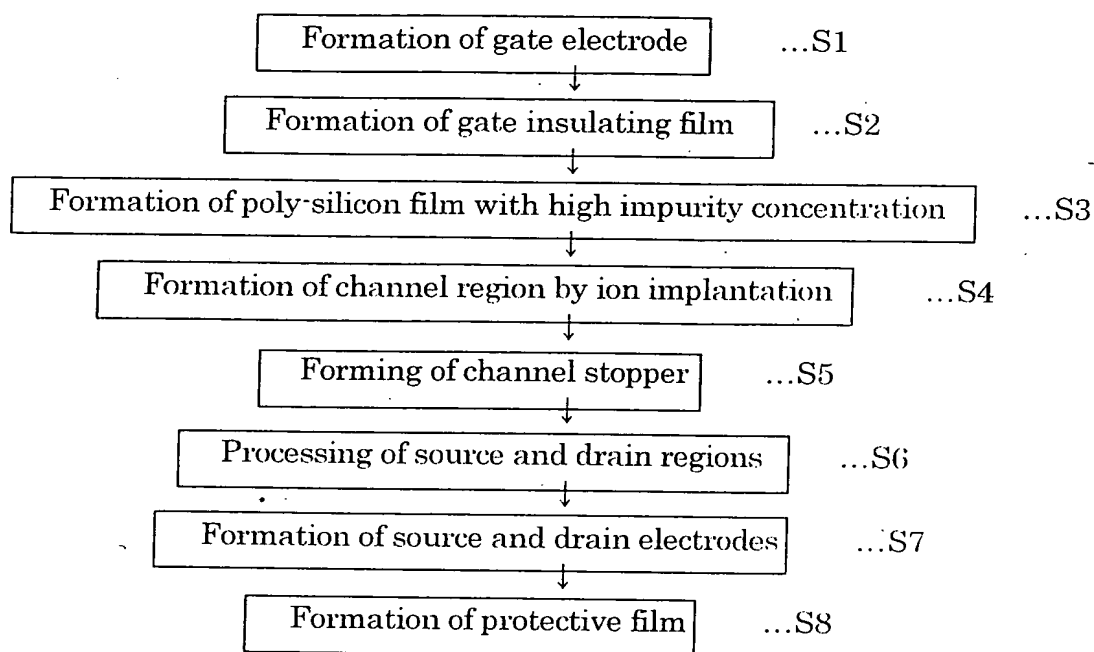 Formation of gate electrode ...S1
Formation of gate insulating film ...S2
Formation of poly-silicon film with high impurity concentration ...S3
Formation of channel region by ion implantation ...S4
Forming of channel stopper ...S5
Processing of source and drain regions ...S6
Formation of source and drain electrodes ...S7
Formation of protective film ...S8